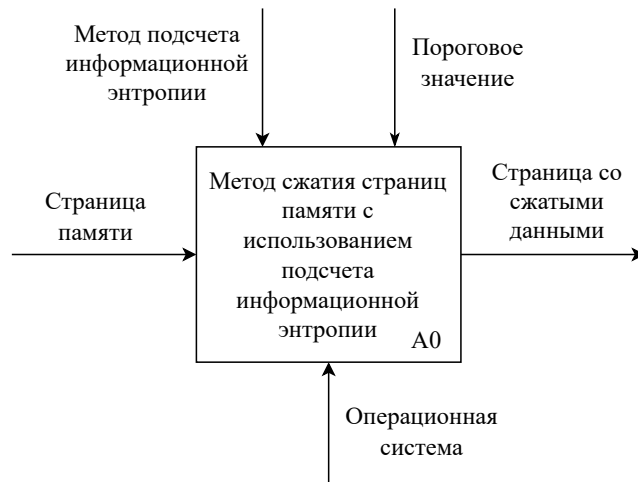 Метод подсчета
информационной
энтропии
Пороговое
значение
Страница
памяти
Метод сжатия страниц
памяти с
использованием
подсчета
информационной
энтропии
A0
Страница со
сжатыми
данными
Операционная
система